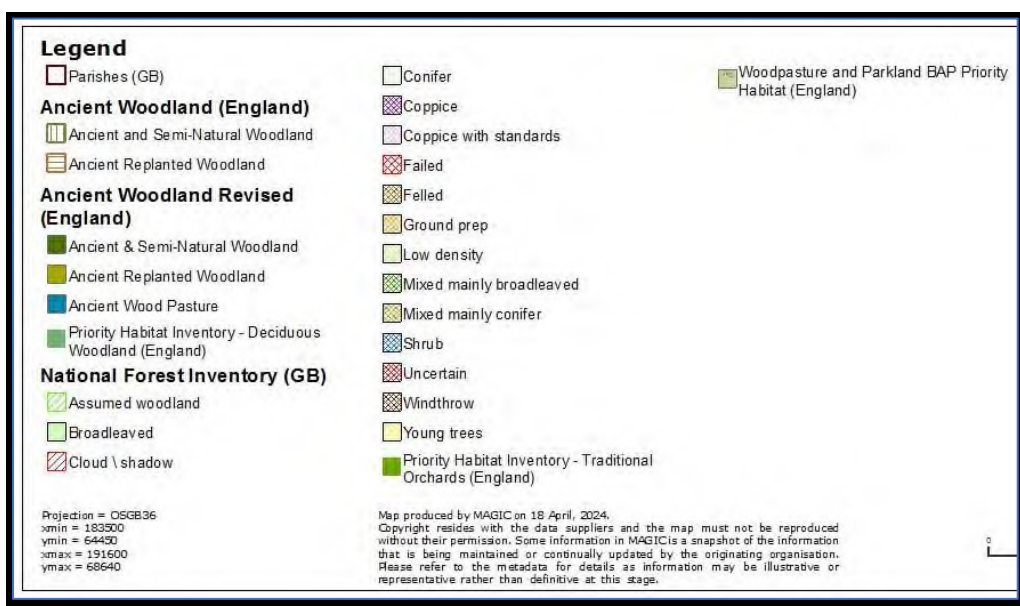 Legend
Parishes (GB)
Ancient Woodland (England)
Ancient and Semi-Natural Woodland
Ancient Replanted Woodland
Ancient Woodland Revised
(England)
Ancient & Semi-Natural Woodland
Ancient Replanted Woodland
Ancient Wood Pasture
Priority Habitat Inventory - Deciduous
Woodland (England)
National Forest Inventory (GB)
Assumed woodland
Broadleaved
Cloud \ shadow
Conifer
Coppice
Coppice with standards
Failed
Felled
Ground prep
Low density
Mixed mainly broadleaved
Mixed mainly conifer
Shrub
Uncertain
Windthrow
Young trees
Priority Habitat Inventory - Traditional
Orchards (England)
Woodpasture and Parkland BAP Priority
Habitat (England)
Projection = OSGB36
xmin = 183500
ymin = 64450
xmax = 191600
ymax = 68640
Map produced by MAGIC on 18 April, 2024.
Copyright resides with the data suppliers and the map must not be reproduced
without their permission. Some information in MAGIC is a snapshot of the information
that is being maintained or continually updated by the originating organisation.
Please refer to the metadata for details as information may be illustrative or
representative rather than definitive at this stage.
0